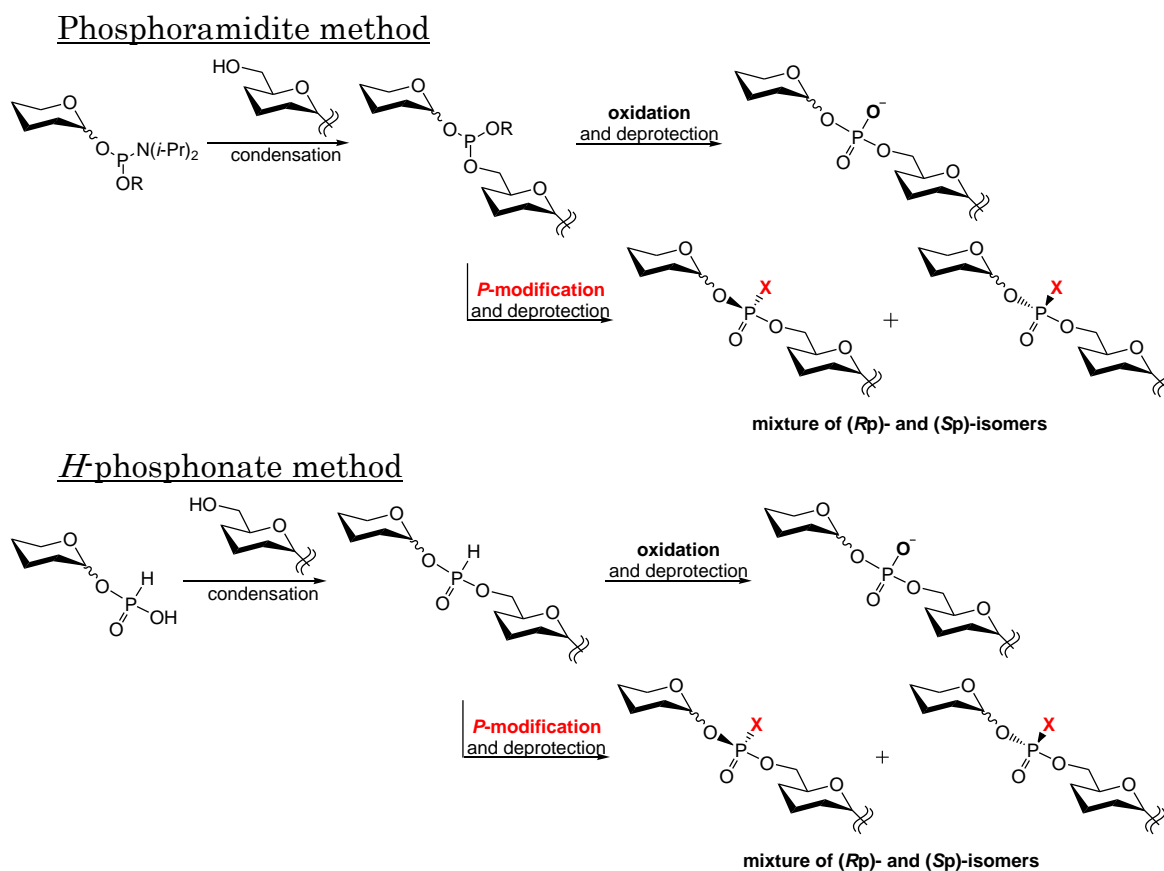 Phosphoramidite method
HO
O
O
O
O
O
oxidation
O
O⁻
O
P
N(i-Pr)₂
condensation
P
OR
and deprotection
P
O
OR
O
O
O
O
O
P-modification
X
X
and deprotection
O
P
O
P
O
O
+
O
O
O
O
mixture of (Rp)- and (Sp)-isomers
H-phosphonate method
HO
O
O
O
O
H
H
oxidation
O
O⁻
O
P
OH
condensation
O
P
O
and deprotection
P
O
O
O
O
O
O
O
O
P-modification
X
X
and deprotection
O
P
O
P
O
O
+
O
O
O
O
mixture of (Rp)- and (Sp)-isomers